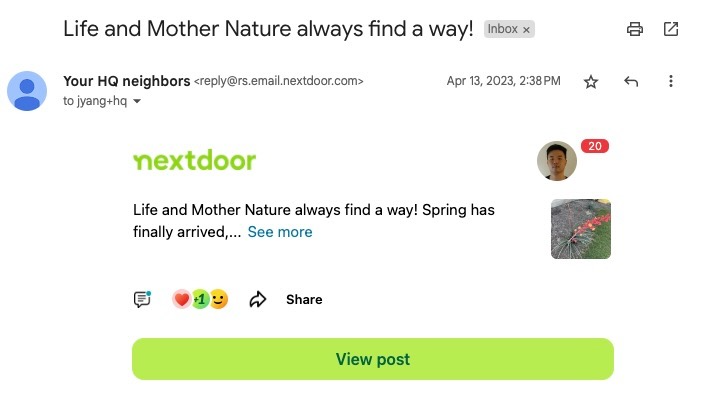 Life and Mother Nature always find a way! Inbox ×
Your HQ neighbors <reply@rs.email.nextdoor.com> Apr 13, 2023, 2:38 PM
to jyang+hq
nextdoor
20
Life and Mother Nature always find a way! Spring has
finally arrived,... See more
+1
Share
View post